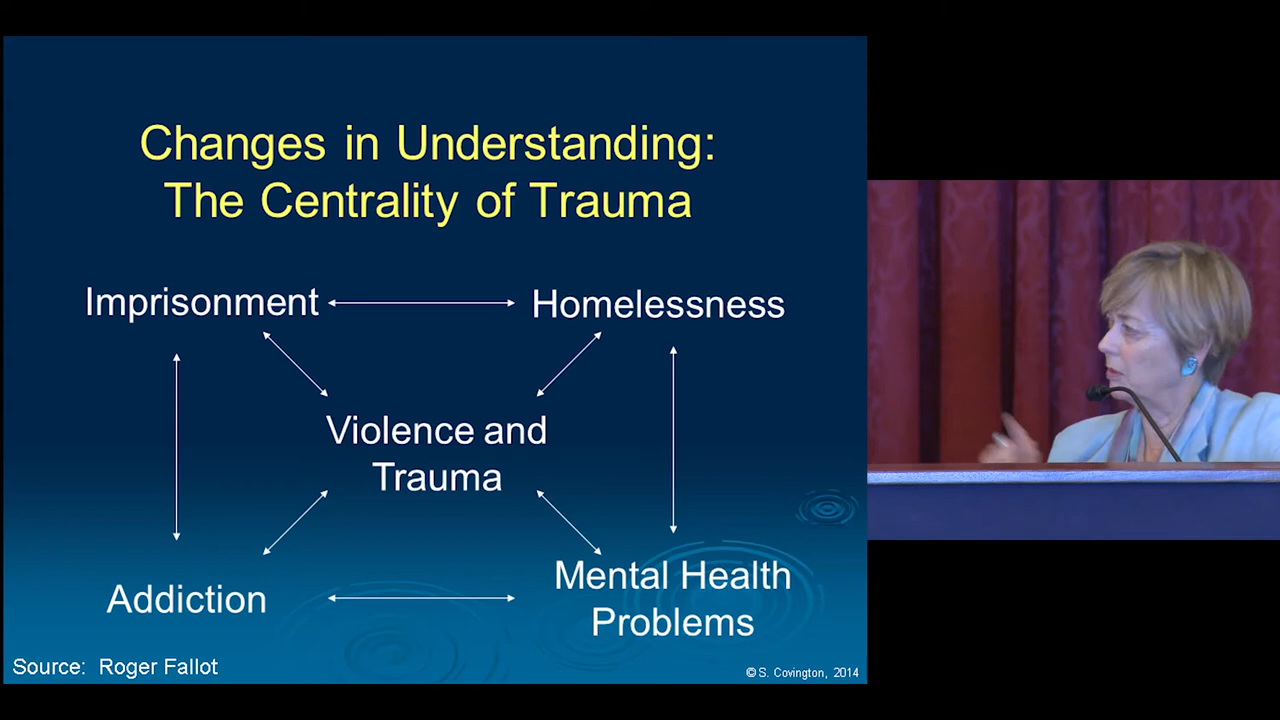 Changes in Understanding:
The Centrality of Trauma
Imprisonment
Homelessness
Violence and
Trauma
Addiction
Mental Health
Problems
Source: Roger Fallot
© S. Covington, 2014